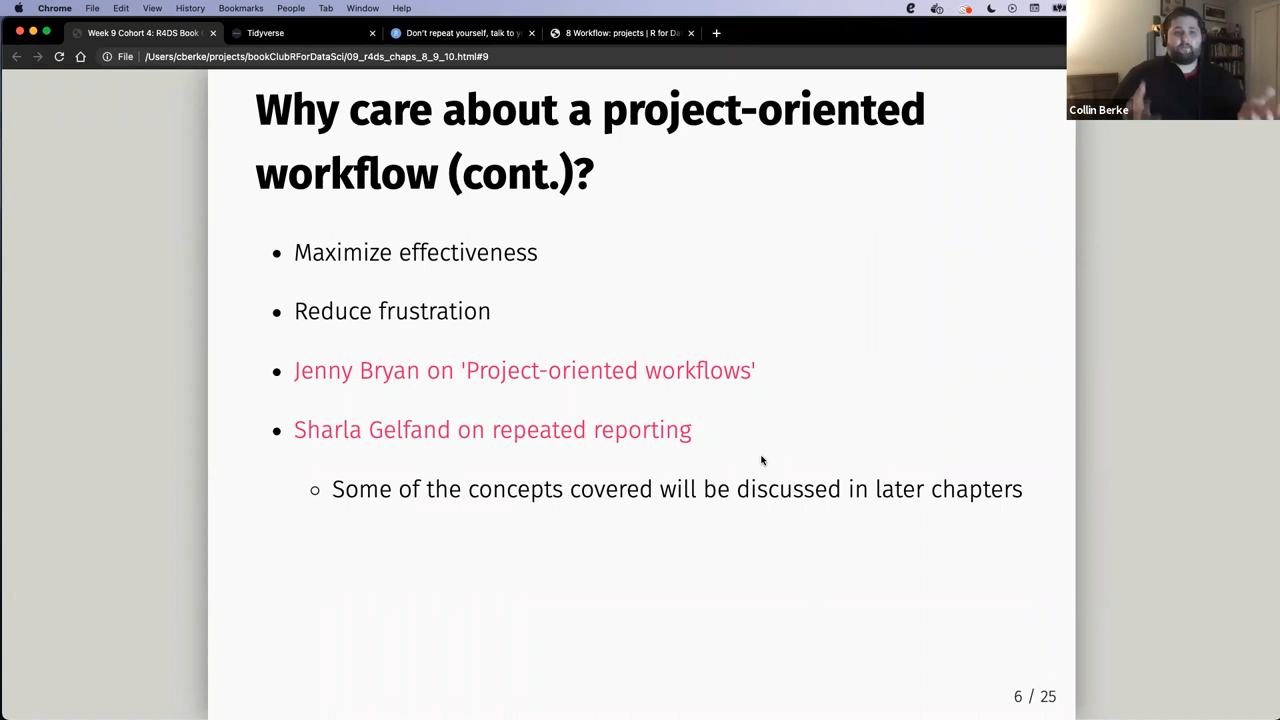 Chrome File Edit View History Bookmarks People Tab Window Help
Week 9 Cohort 4: R4DS Book
Tidyverse
Don't repeat yourself, talk to y
8 Workflow: projects | R for Da
File /Users/cberke/projects/bookClubRForDataSci/09_r4ds_chaps_8_9_10.html#9
Collin Berke
Why care about a project-oriented
workflow (cont.)?
• Maximize effectiveness
• Reduce frustration
• Jenny Bryan on 'Project-oriented workflows'
• Sharla Gelfand on repeated reporting
○ Some of the concepts covered will be discussed in later chapters
6 / 25